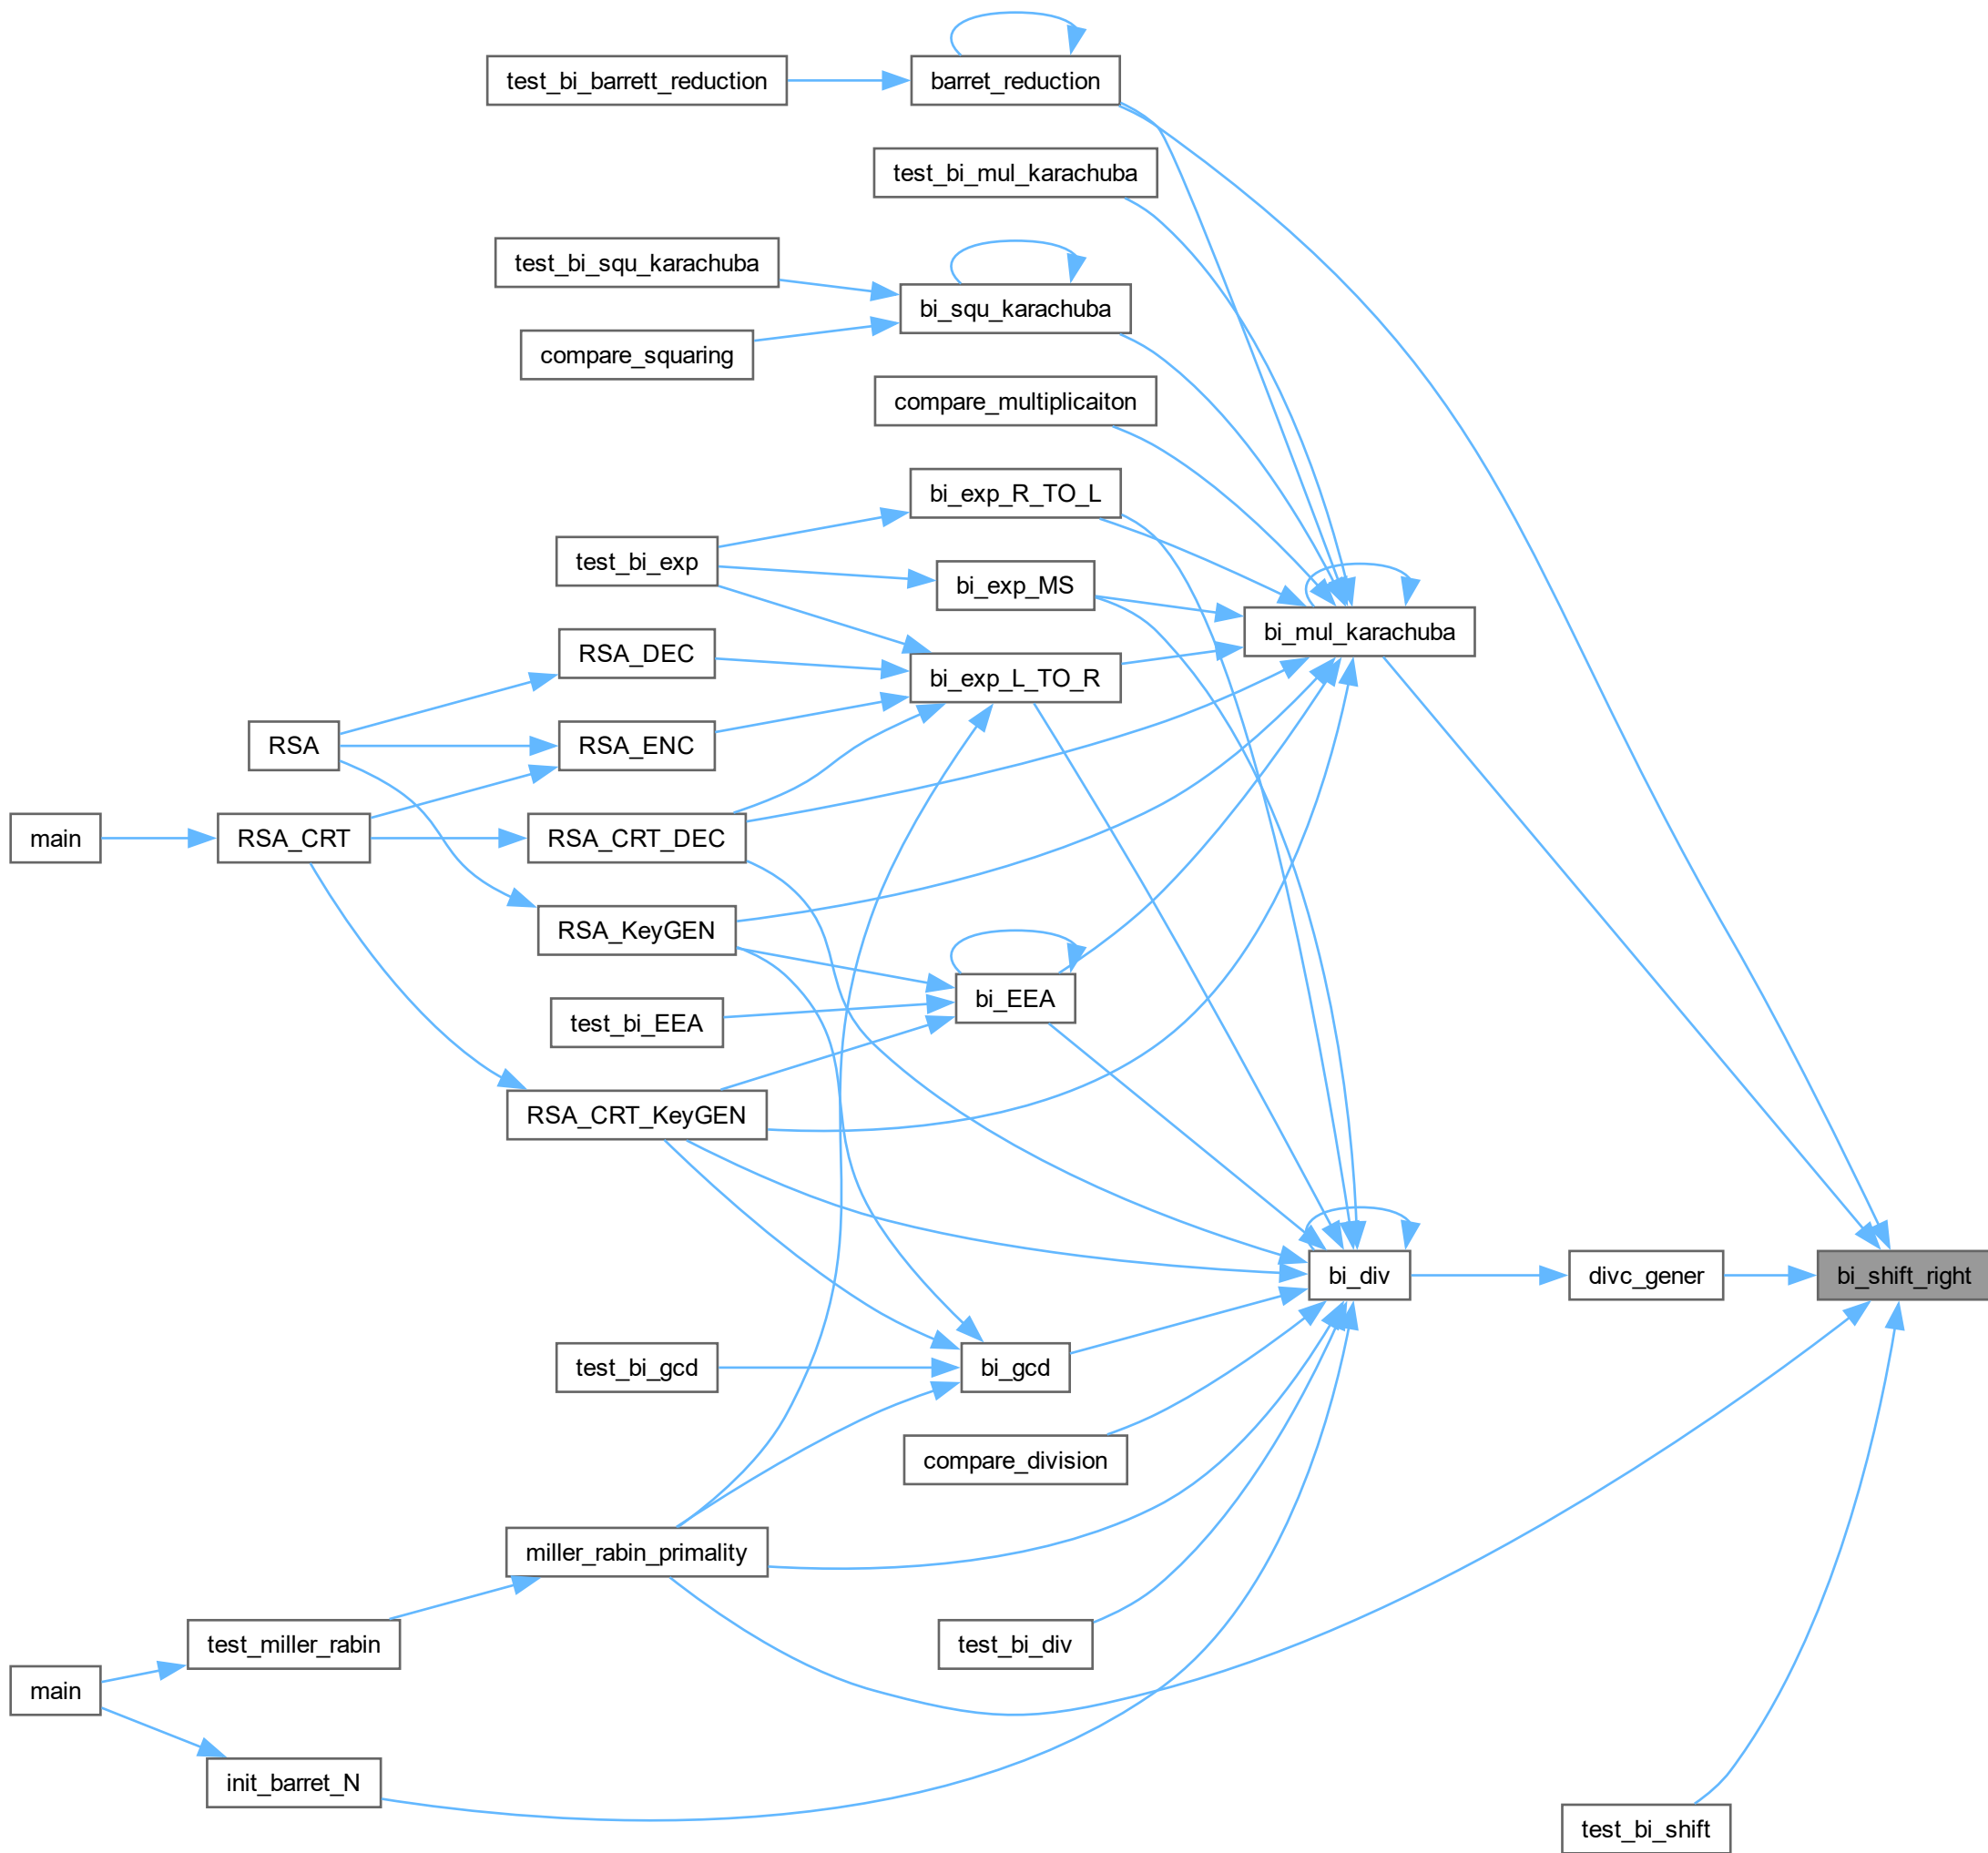 test_bi_barrett_reduction
barret_reduction
test_bi_mul_karachuba
test_bi_squ_karachuba
bi_squ_karachuba
compare_squaring
compare_multiplicaiton
bi_exp_R_TO_L
test_bi_exp
bi_exp_MS
bi_mul_karachuba
RSA_DEC
bi_exp_L_TO_R
RSA
RSA_ENC
main
RSA_CRT
RSA_CRT_DEC
RSA_KeyGEN
bi_EEA
test_bi_EEA
RSA_CRT_KeyGEN
bi_div
divc_gener
bi_shift_right
test_bi_gcd
bi_gcd
compare_division
miller_rabin_primality
test_miller_rabin
test_bi_div
main
init_barret_N
test_bi_shift